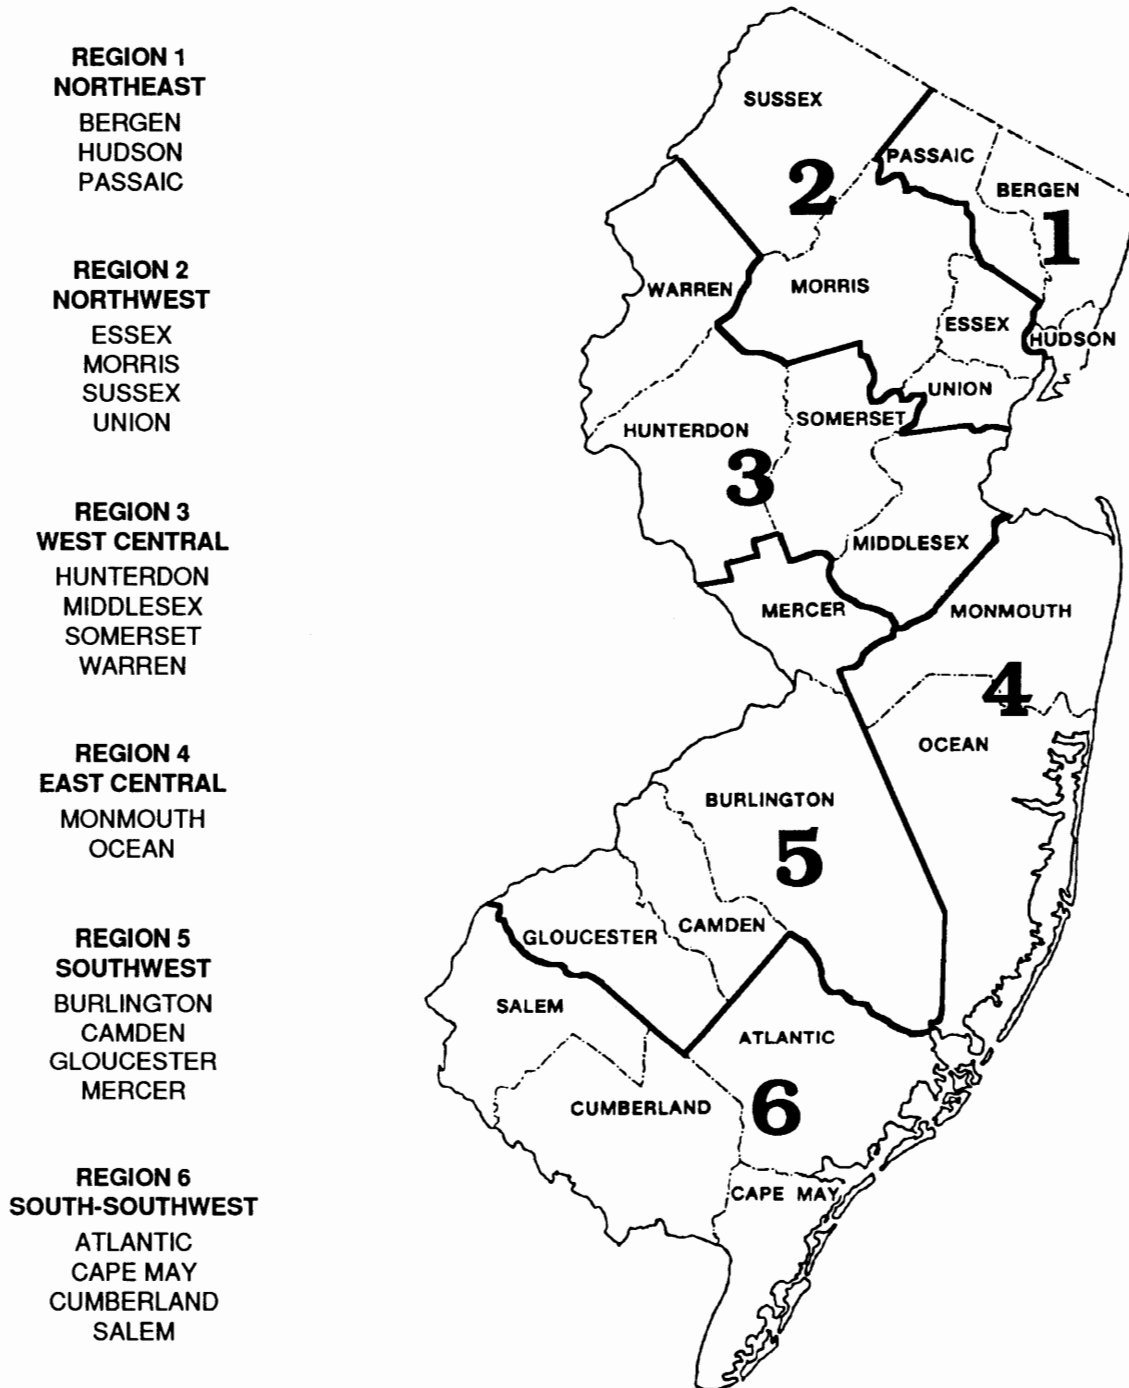 REGION 1
NORTHEAST
BERGEN
HUDSON
PASSAIC
REGION 2
NORTHWEST
ESSEX
MORRIS
SUSSEX
UNION
REGION 3
WEST CENTRAL
HUNTERDON
MIDDLESEX
SOMERSET
WARREN
REGION 4
EAST CENTRAL
MONMOUTH
OCEAN
REGION 5
SOUTHWEST
BURLINGTON
CAMDEN
GLOUCESTER
MERCER
REGION 6
SOUTH-SOUTHWEST
ATLANTIC
CAPE MAY
CUMBERLAND
SALEM
SUSSEX
PASSAIC
2
BERGEN
1
WARREN
MORRIS
ESSEX
HUDSON
UNION
SOMERSET
HUNTERDON
3
MIDDLESEX
MERCER
MONMOUTH
4
OCEAN
BURLINGTON
5
CAMDEN
GLOUCESTER
SALEM
ATLANTIC
CUMBERLAND
6
CAPE MAY